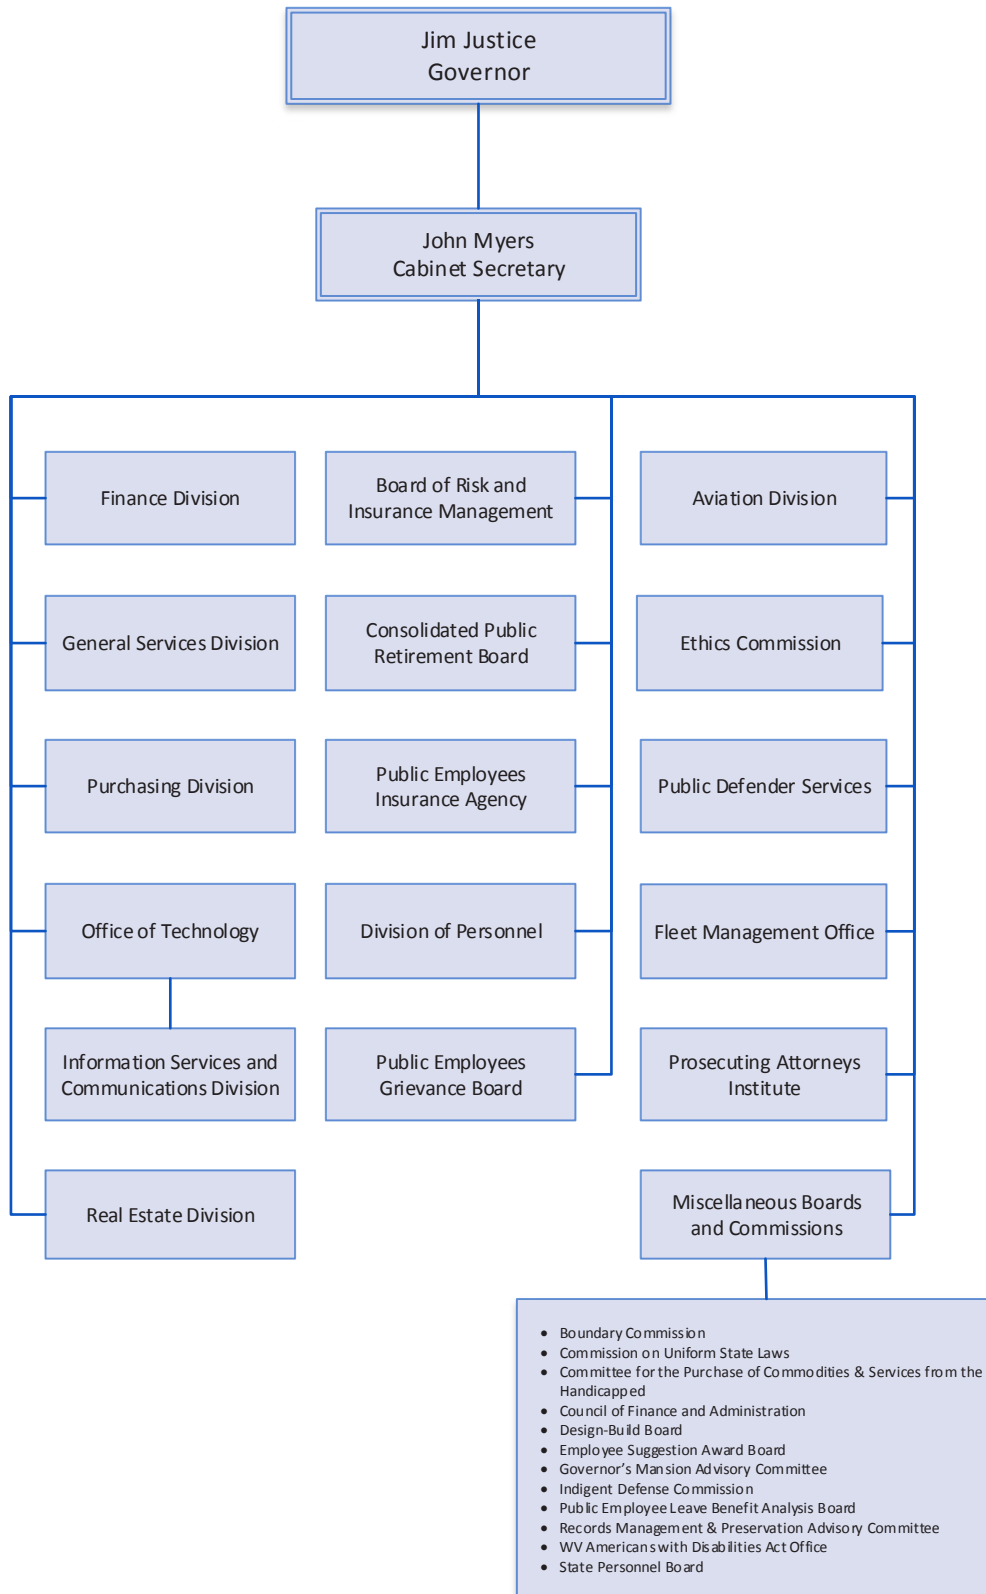 Jim Justice
Governor
John Myers
Cabinet Secretary
Finance Division
Board of Risk and
Insurance Management
Aviation Division
General Services Division
Consolidated Public
Retirement Board
Ethics Commission
Purchasing Division
Public Employees
Insurance Agency
Public Defender Services
Office of Technology
Division of Personnel
Fleet Management Office
Information Services and
Communications Division
Public Employees
Grievance Board
Prosecuting Attorneys
Institute
Real Estate Division
Miscellaneous Boards
and Commissions
• Boundary Commission
• Commission on Uniform State Laws
• Committee for the Purchase of Commodities & Services from the
Handicapped
• Council of Finance and Administration
• Design-Build Board
• Employee Suggestion Award Board
• Governor’s Mansion Advisory Committee
• Indigent Defense Commission
• Public Employee Leave Benefit Analysis Board
• Records Management & Preservation Advisory Committee
• WV Americans with Disabilities Act Office
• State Personnel Board